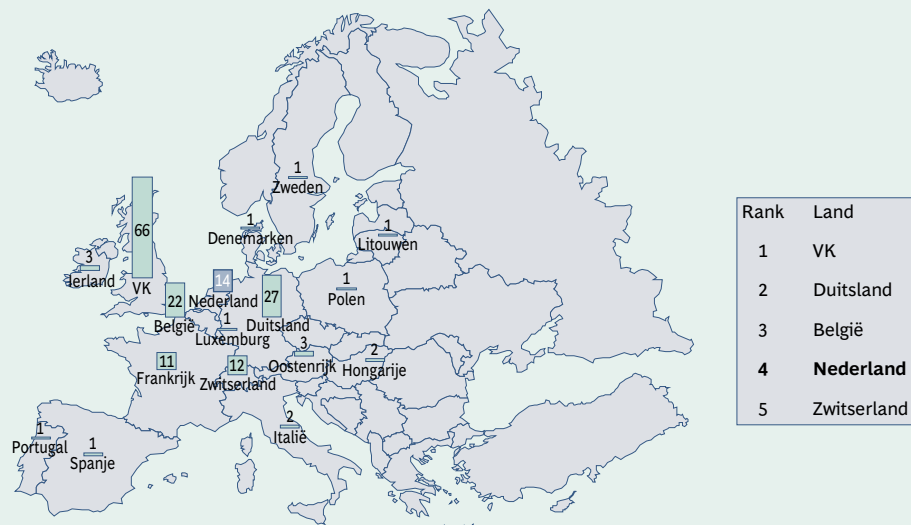 1
Zweden
1
Denemarken
1
Litouwen
66
VK
3
Ierland
14
Nederland
22
België
27
Duitsland
1
Polen
1
Luxemburg
11
Frankrijk
12
Zwitserland
3
Oostenrijk
2
Hongarije
2
Italië
1
Portugal
1
Spanje
Rank Land
1 VK
2 Duitsland
3 België
4 Nederland
5 Zwitserland